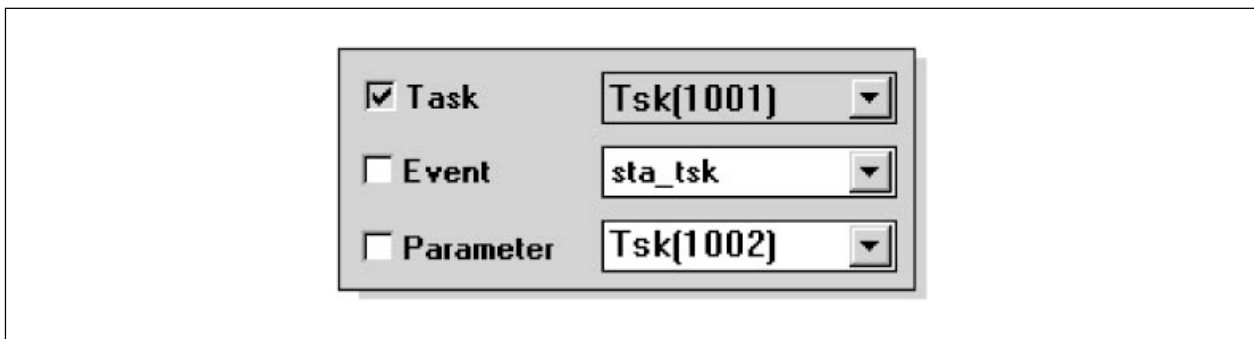 Task Tsk(1001)
Event sta_tsk
Parameter Tsk(1002)